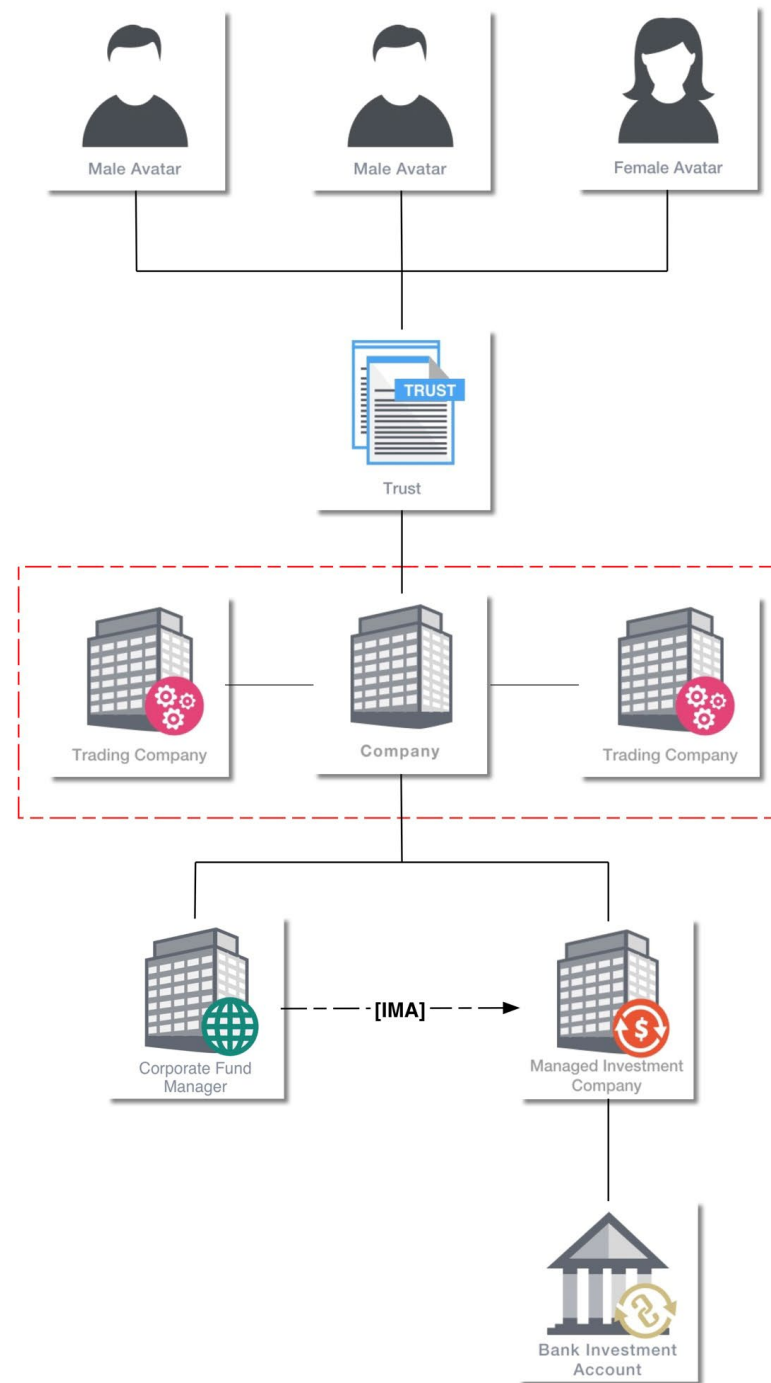 Male Avatar
Male Avatar
Female Avatar
TRUST
Trust
Trading Company
Company
Trading Company
[IMA]
Corporate Fund
Manager
Managed Investment
Company
$
Bank Investment
Account